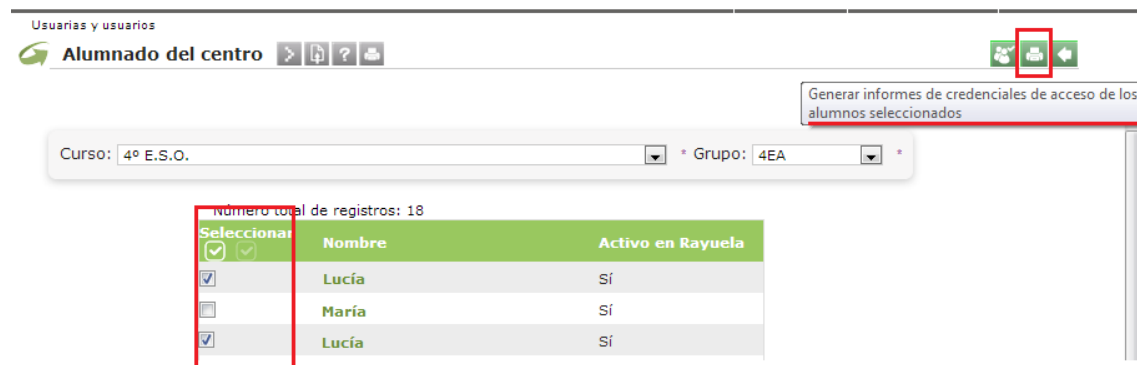 Usuarias y usuarios
Alumnado del centro
Generar informes de credenciales de acceso de los
alumnos seleccionados
Curso: 4º E.S.O. * Grupo: 4EA *
Número total de registros: 18
Seleccionar Nombre Activo en Rayuela
Lucía Sí
María Sí
Lucía Sí